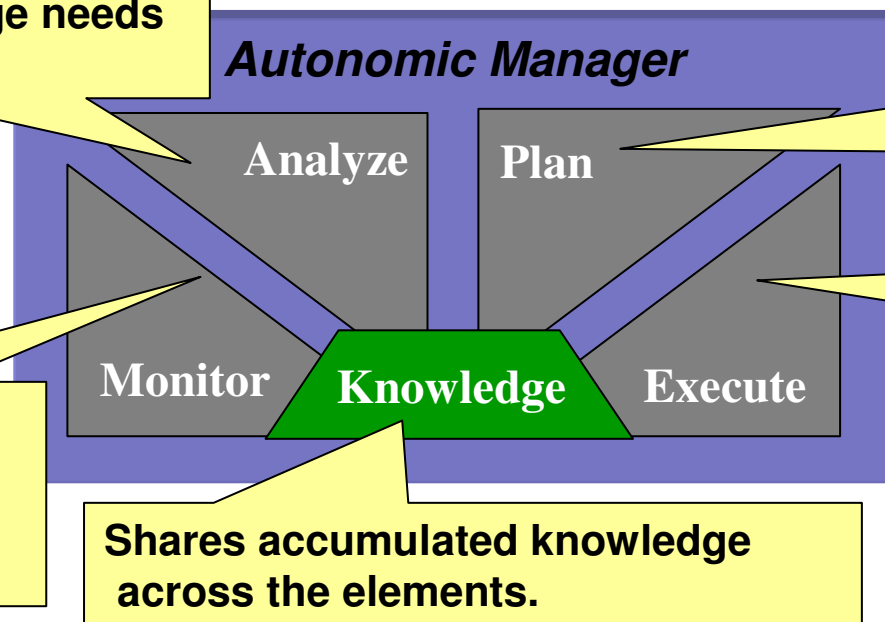 ge needs
Autonomic Manager
Analyze
Plan
Monitor
Knowledge
Execute
Shares accumulated knowledge
across the elements.